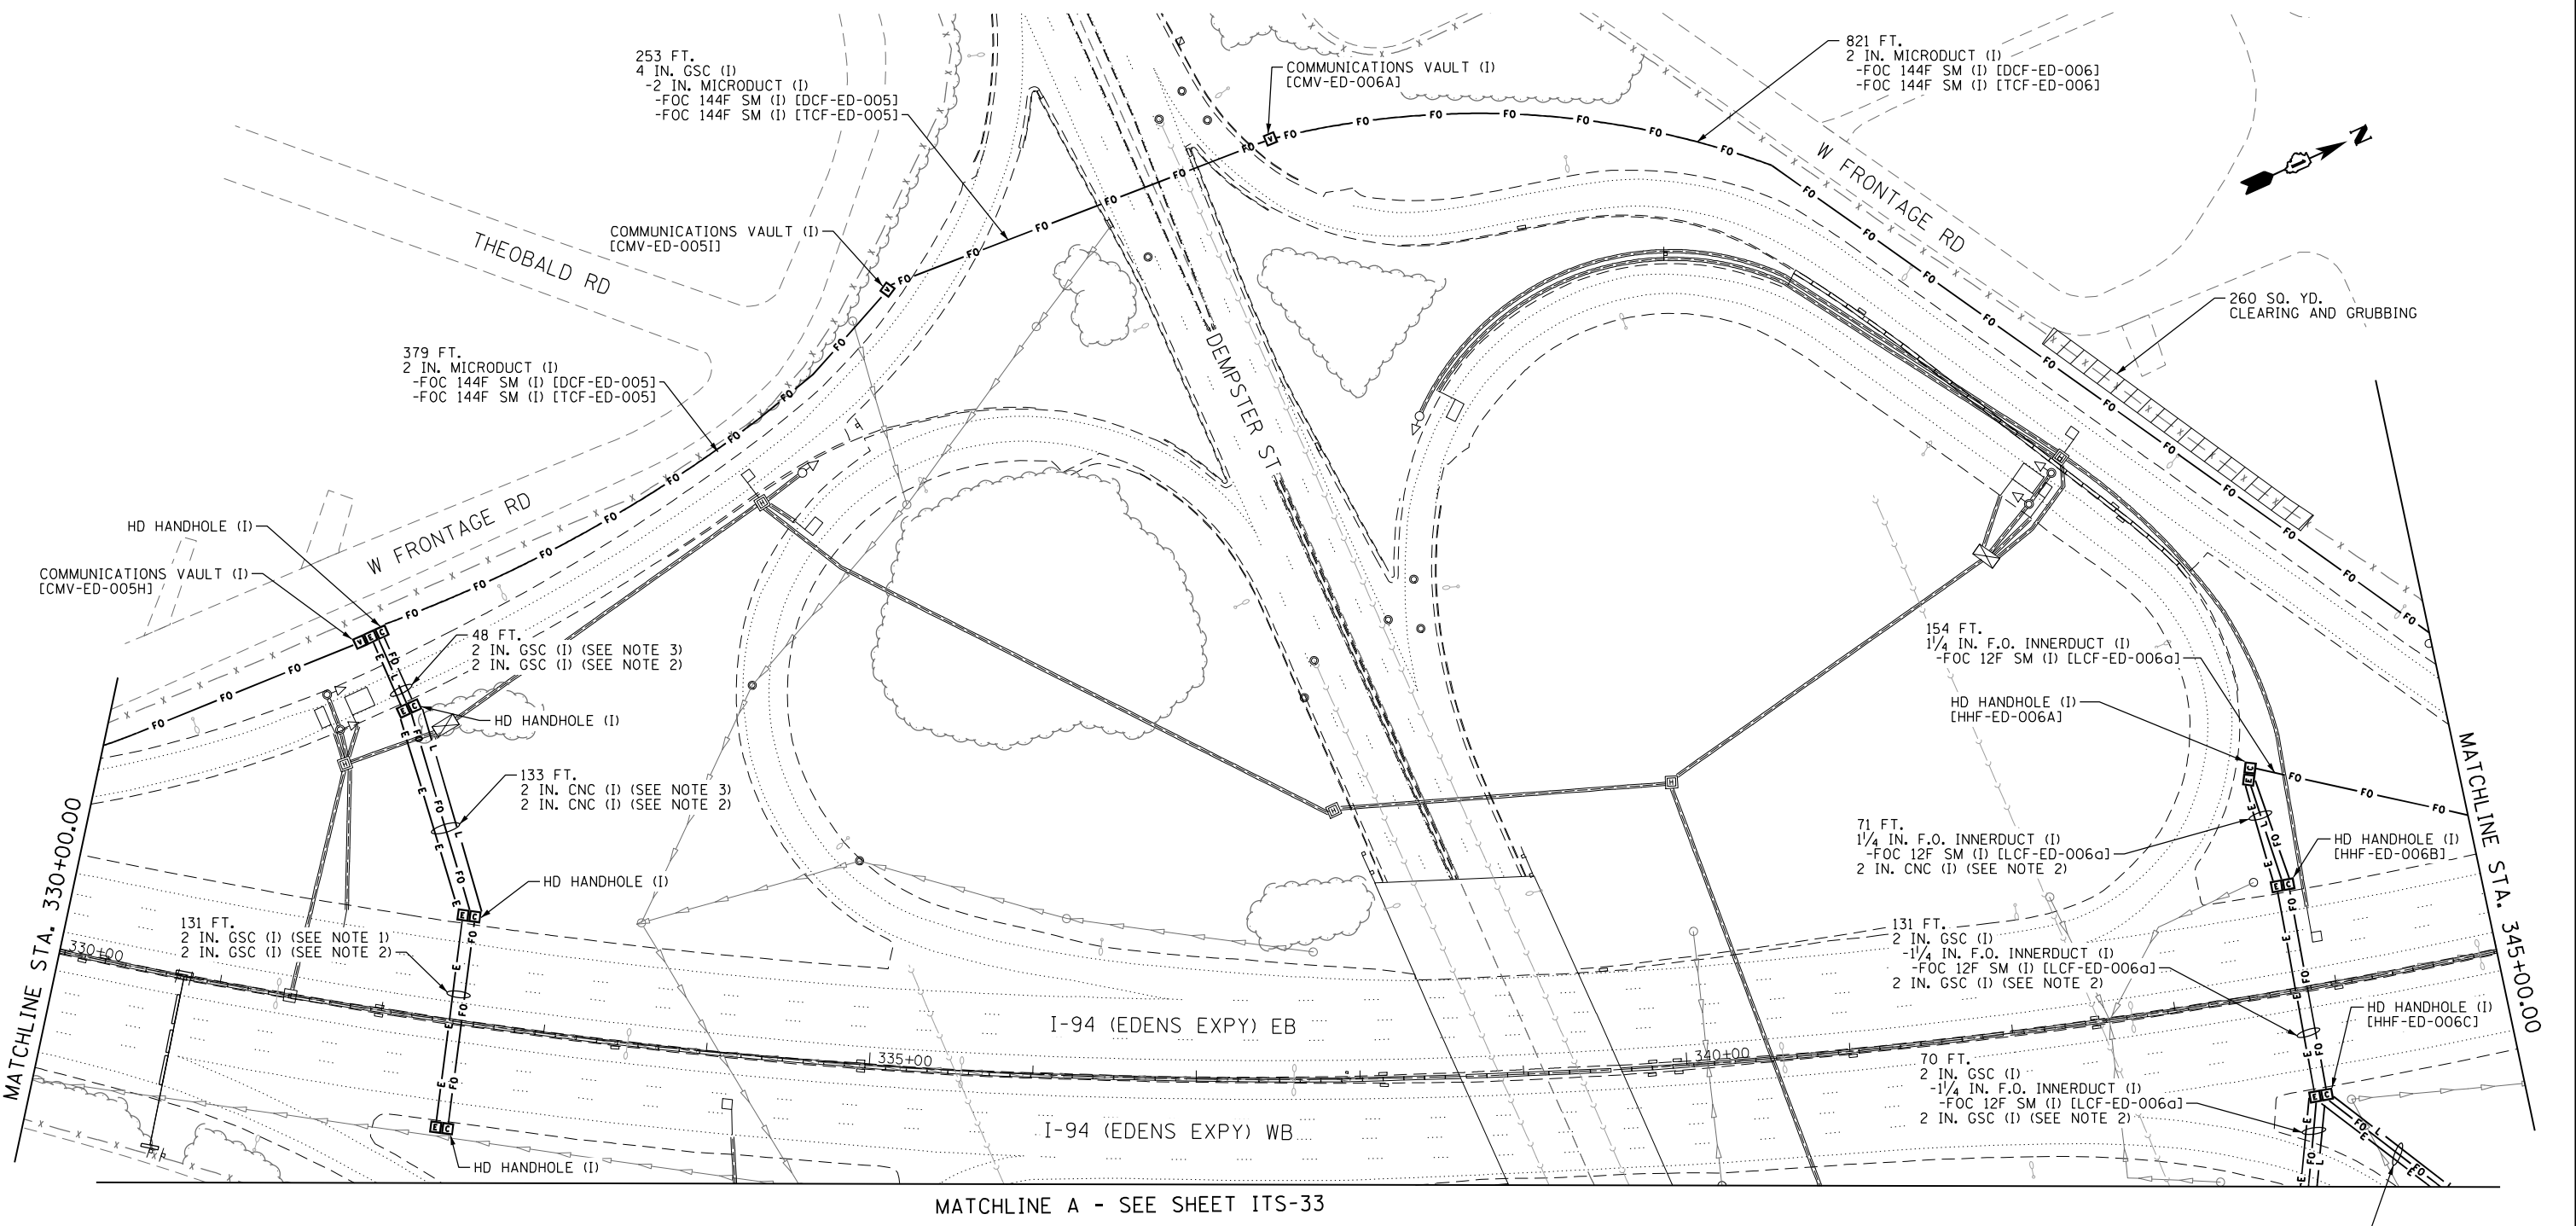 253 FT.
4 IN. GSC (I)
-2 IN. MICRODUCT (I)
-FOC 144F SM (I) [DCF-ED-005]
-FOC 144F SM (I) [TCF-ED-005]
COMMUNICATIONS VAULT (I)
[CMV-ED-006A]
821 FT.
2 IN. MICRODUCT (I)
-FOC 144F SM (I) [DCF-ED-006]
-FOC 144F SM (I) [TCF-ED-006]
N
W FRONTAGE RD
THEOBALD RD
COMMUNICATIONS VAULT (I)
[CMV-ED-005I]
260 SQ. YD.
CLEARING AND GRUBBING
379 FT.
2 IN. MICRODUCT (I)
-FOC 144F SM (I) [DCF-ED-005]
-FOC 144F SM (I) [TCF-ED-005]
DEMPSTER ST
W FRONTAGE RD
HD HANDHOLE (I)
COMMUNICATIONS VAULT (I)
[CMV-ED-005H]
48 FT.
2 IN. GSC (I) (SEE NOTE 3)
2 IN. GSC (I) (SEE NOTE 2)
HD HANDHOLE (I)
154 FT.
1 1/4 IN. F.O. INNERDUCT (I)
-FOC 12F SM (I) [LCF-ED-006a]
HD HANDHOLE (I)
[HHF-ED-006A]
133 FT.
2 IN. CNC (I) (SEE NOTE 3)
2 IN. CNC (I) (SEE NOTE 2)
71 FT.
1 1/4 IN. F.O. INNERDUCT (I)
-FOC 12F SM (I) [LCF-ED-006a]
2 IN. CNC (I) (SEE NOTE 2)
HD HANDHOLE (I)
[HHF-ED-006B]
HD HANDHOLE (I)
131 FT.
2 IN. GSC (I) (SEE NOTE 1)
2 IN. GSC (I) (SEE NOTE 2)
131 FT.
2 IN. GSC (I)
-1 1/4 IN. F.O. INNERDUCT (I)
-FOC 12F SM (I) [LCF-ED-006a]
2 IN. GSC (I) (SEE NOTE 2)
HD HANDHOLE (I)
[HHF-ED-006C]
330+00
335+00
340+00
I-94 (EDENS EXPY) EB
70 FT.
2 IN. GSC (I)
-1 1/4 IN. F.O. INNERDUCT (I)
-FOC 12F SM (I) [LCF-ED-006a]
2 IN. GSC (I) (SEE NOTE 2)
I-94 (EDENS EXPY) WB
HD HANDHOLE (I)
MATCHLINE STA. 330+00.00
MATCHLINE STA. 345+00.00
MATCHLINE A - SEE SHEET ITS-33